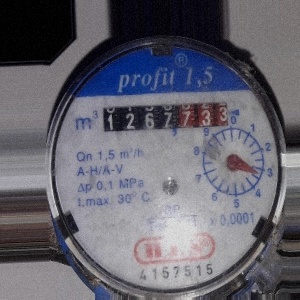 profit® 1,5
m³ 1267733
Qn 1,5 m³/h
A-H/A-V
Δp 0,1 MPa
t.max. 30° C
x 0,0001
4157515